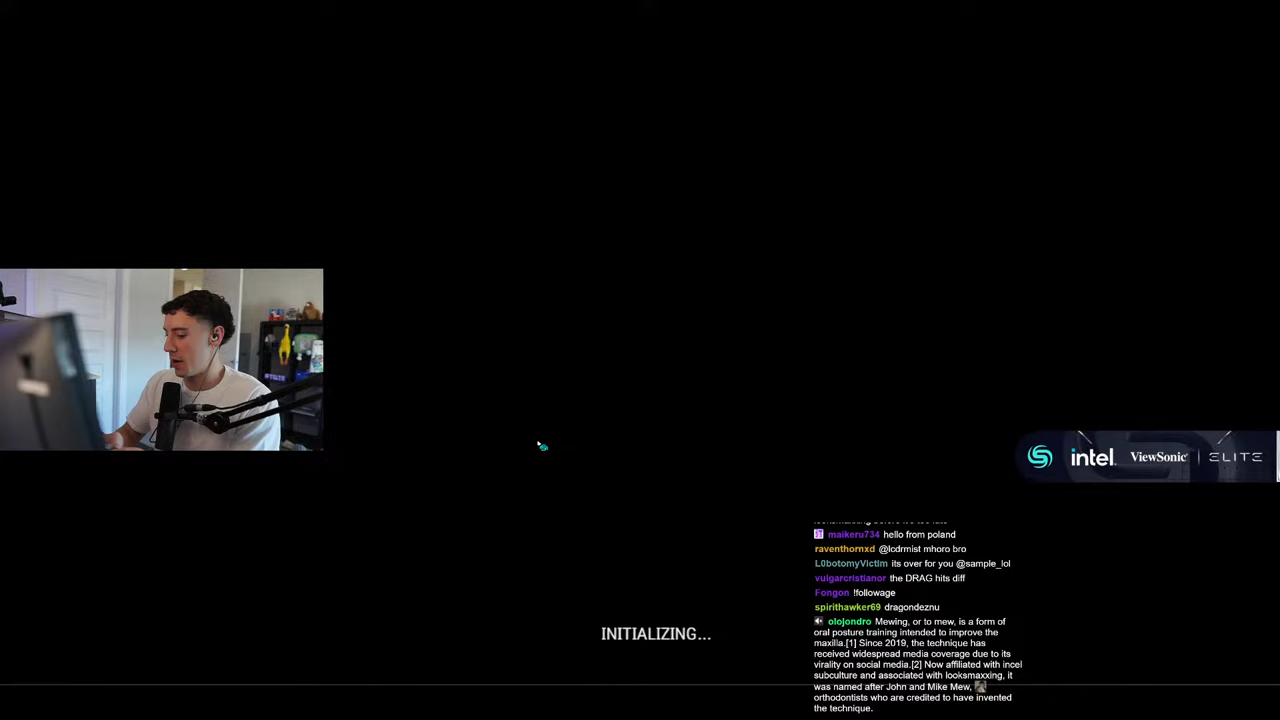 intel. ViewSonic | ELITE
maikeru734 hello from poland
raventhornxd @lcdrmist mhoro bro
L0botomyVictim its over for you @sample_lol
vulgarcristianor the DRAG hits diff
Fongon !followage
spirithawker69 dragondeznu
olojondro Mewing, or to mew, is a form of
oral posture training intended to improve the
maxilla.[1] Since 2019, the technique has
received widespread media coverage due to its
virality on social media.[2] Now affiliated with incel
subculture and associated with looksmaxxing, it
was named after John and Mike Mew,
orthodontists who are credited to have invented
the technique.
INITIALIZING...